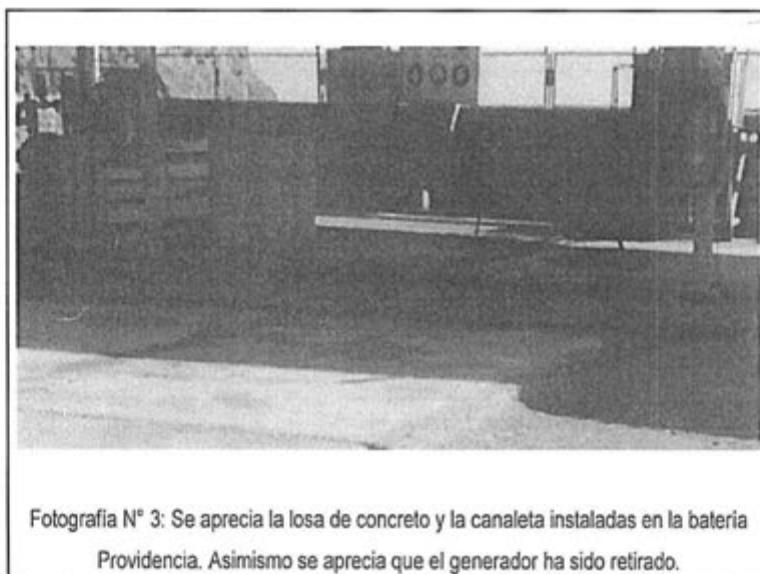 Fotografía N° 3: Se aprecia la losa de concreto y la canaleta instaladas en la batería
Providencia. Asimismo se aprecia que el generador ha sido retirado.